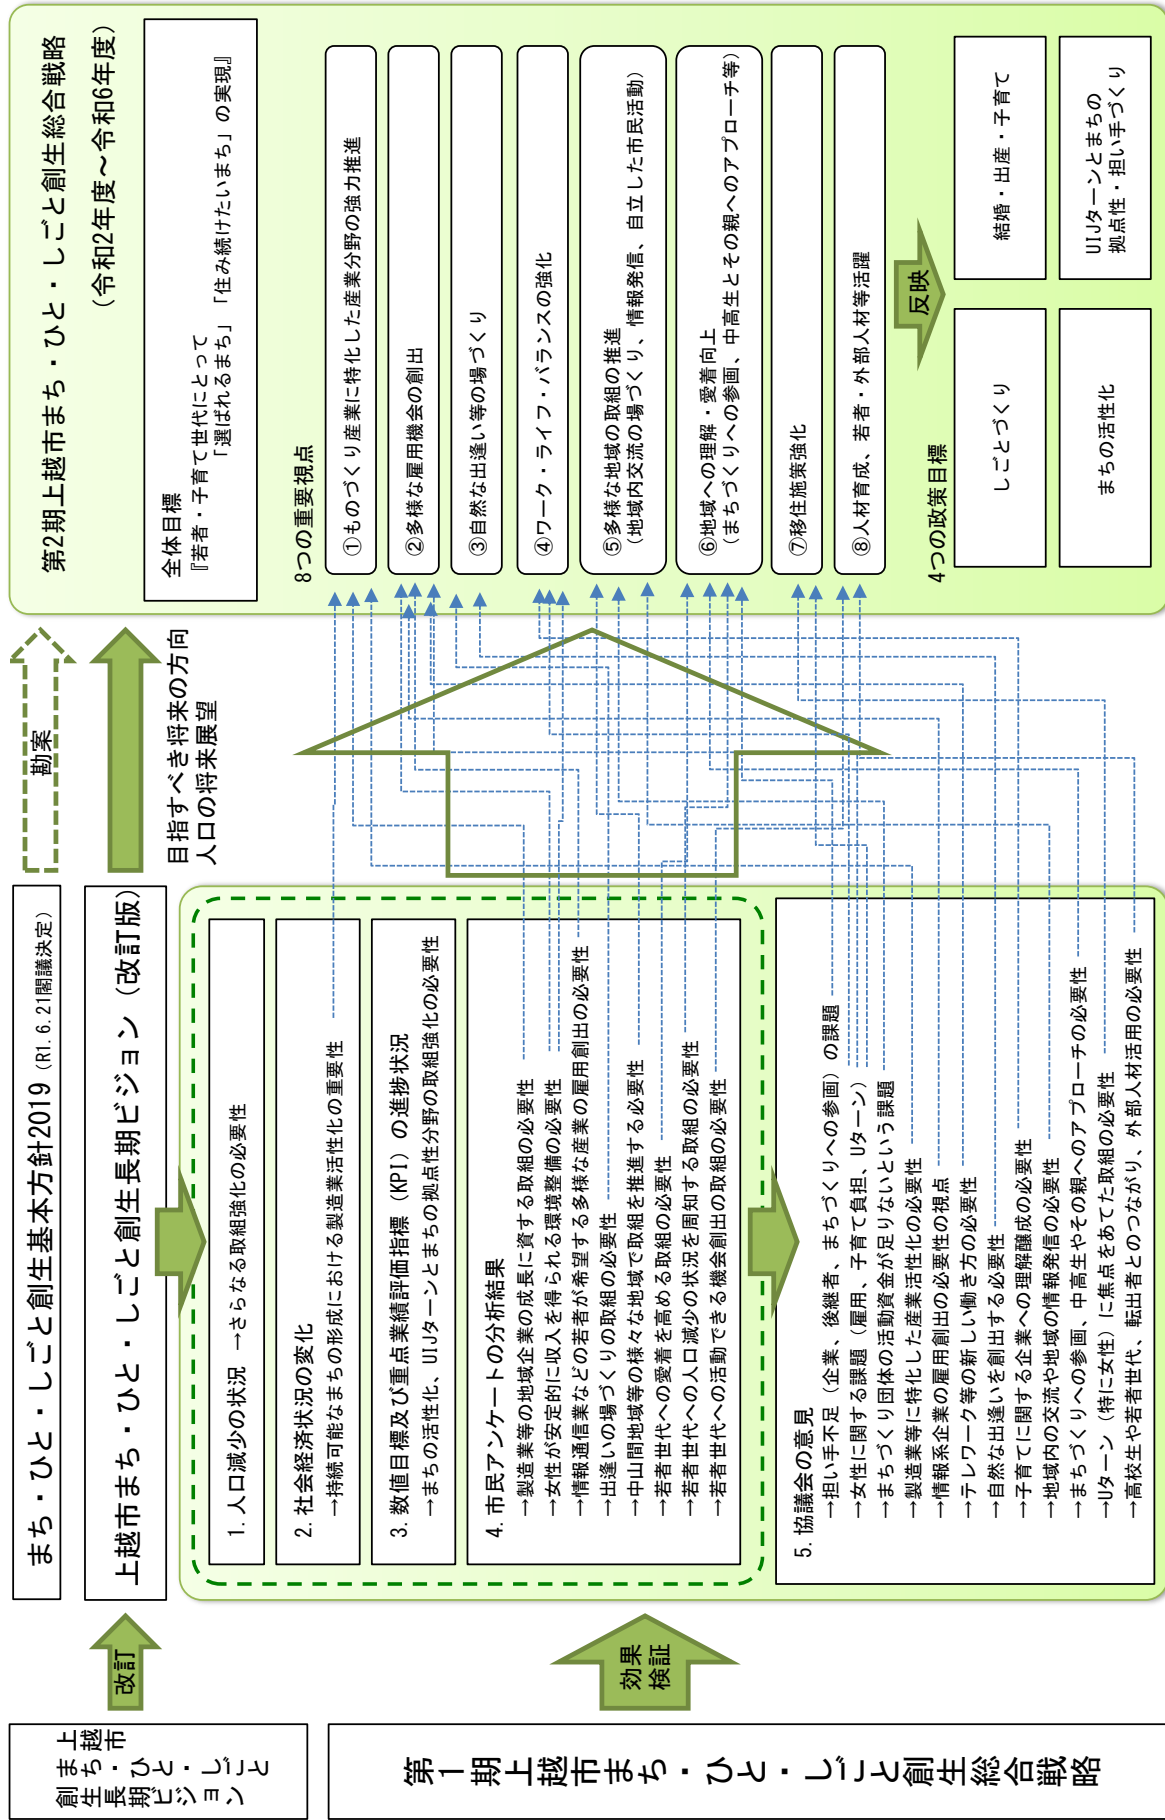 上越市
まち・ひと・しごと
創生長期ビジョン
改訂
第1期上越市まち・ひと・しごと創生総合戦略
効果
検証
まち・ひと・しごと創生基本方針2019（R1.6.21閣議決定）
上越市まち・ひと・しごと創生長期ビジョン（改訂版）
1. 人口減少の状況 →さらなる取組強化の必要性
2. 社会経済状況の変化
→持続可能なまちの形成における製造業活性化の重要性
3. 数値目標及び重点業績評価指標（KPI）の進捗状況
→まちの活性化、UIJターンとまちの拠点性分野の取組強化の必要性
4. 市民アンケートの分析結果
→製造業等の地域企業の成長に資する取組の必要性
→女性が安定的に収入を得られる環境整備の必要性
→情報通信業などの若者が希望する多様な産業の雇用創出の必要性
→出逢いの場づくりの取組の必要性
→中山間地域等の様々な地域で取組を推進する必要性
→若者世代への愛着を高める取組の必要性
→若者世代への人口減少の状況を周知する取組の必要性
→若者世代への活動できる機会創出の取組の必要性
5. 協議会の意見
→担い手不足（企業、後継者、まちづくりへの参画）の課題
→女性に関する課題（雇用、子育て負担、Uターン）
→まちづくり団体の活動資金が足りないという課題
→製造業等に特化した産業活性化の必要性
→情報系企業の雇用創出の必要性の視点
→テレワーク等の新しい働き方の必要性
→自然な出逢いを創出する必要性
→子育てに関する企業への理解醸成の必要性
→地域内の交流や地域の情報発信の必要性
→まちづくりへの参画、中高生やその親へのアプローチの必要性
→Uターン（特に女性）に焦点をあてた取組の必要性
→高校生や若者世代、転出者とのつながり、外部人材活用の必要性
勘案
目指すべき将来の方向
人口の将来展望
第2期上越市まち・ひと・しごと創生総合戦略
（令和2年度～令和6年度）
全体目標
『若者・子育て世代にとって
「選ばれるまち」「住み続けたいまち」の実現』
8つの重要視点
①ものづくり産業に特化した産業分野の強力推進
②多様な雇用機会の創出
③自然な出逢い等の場づくり
④ワーク・ライフ・バランスの強化
⑤多様な地域の取組の推進
（地域内交流の場づくり、情報発信、自立した市民活動）
⑥地域への理解・愛着向上
（まちづくりへの参画、中高生とその親へのアプローチ等）
⑦移住施策強化
⑧人材育成、若者・外部人材等活躍
反映
4つの政策目標
しごとづくり
結婚・出産・子育て
まちの活性化
UIJターンとまちの
拠点性・担い手づくり